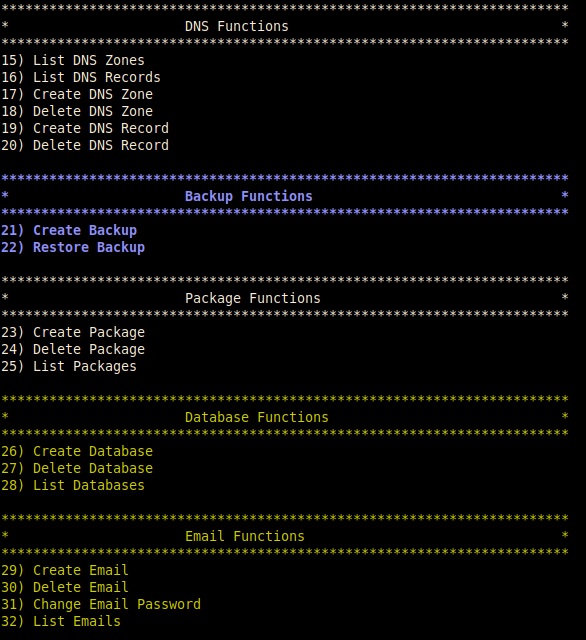 ***********************************************************************
*                      DNS Functions                                  *
***********************************************************************
15) List DNS Zones
16) List DNS Records
17) Create DNS Zone
18) Delete DNS Zone
19) Create DNS Record
20) Delete DNS Record
***********************************************************************
*                      Backup Functions                               *
***********************************************************************
21) Create Backup
22) Restore Backup
***********************************************************************
*                      Package Functions                              *
***********************************************************************
23) Create Package
24) Delete Package
25) List Packages
***********************************************************************
*                      Database Functions                             *
***********************************************************************
26) Create Database
27) Delete Database
28) List Databases
***********************************************************************
*                      Email Functions                                *
***********************************************************************
29) Create Email
30) Delete Email
31) Change Email Password
32) List Emails